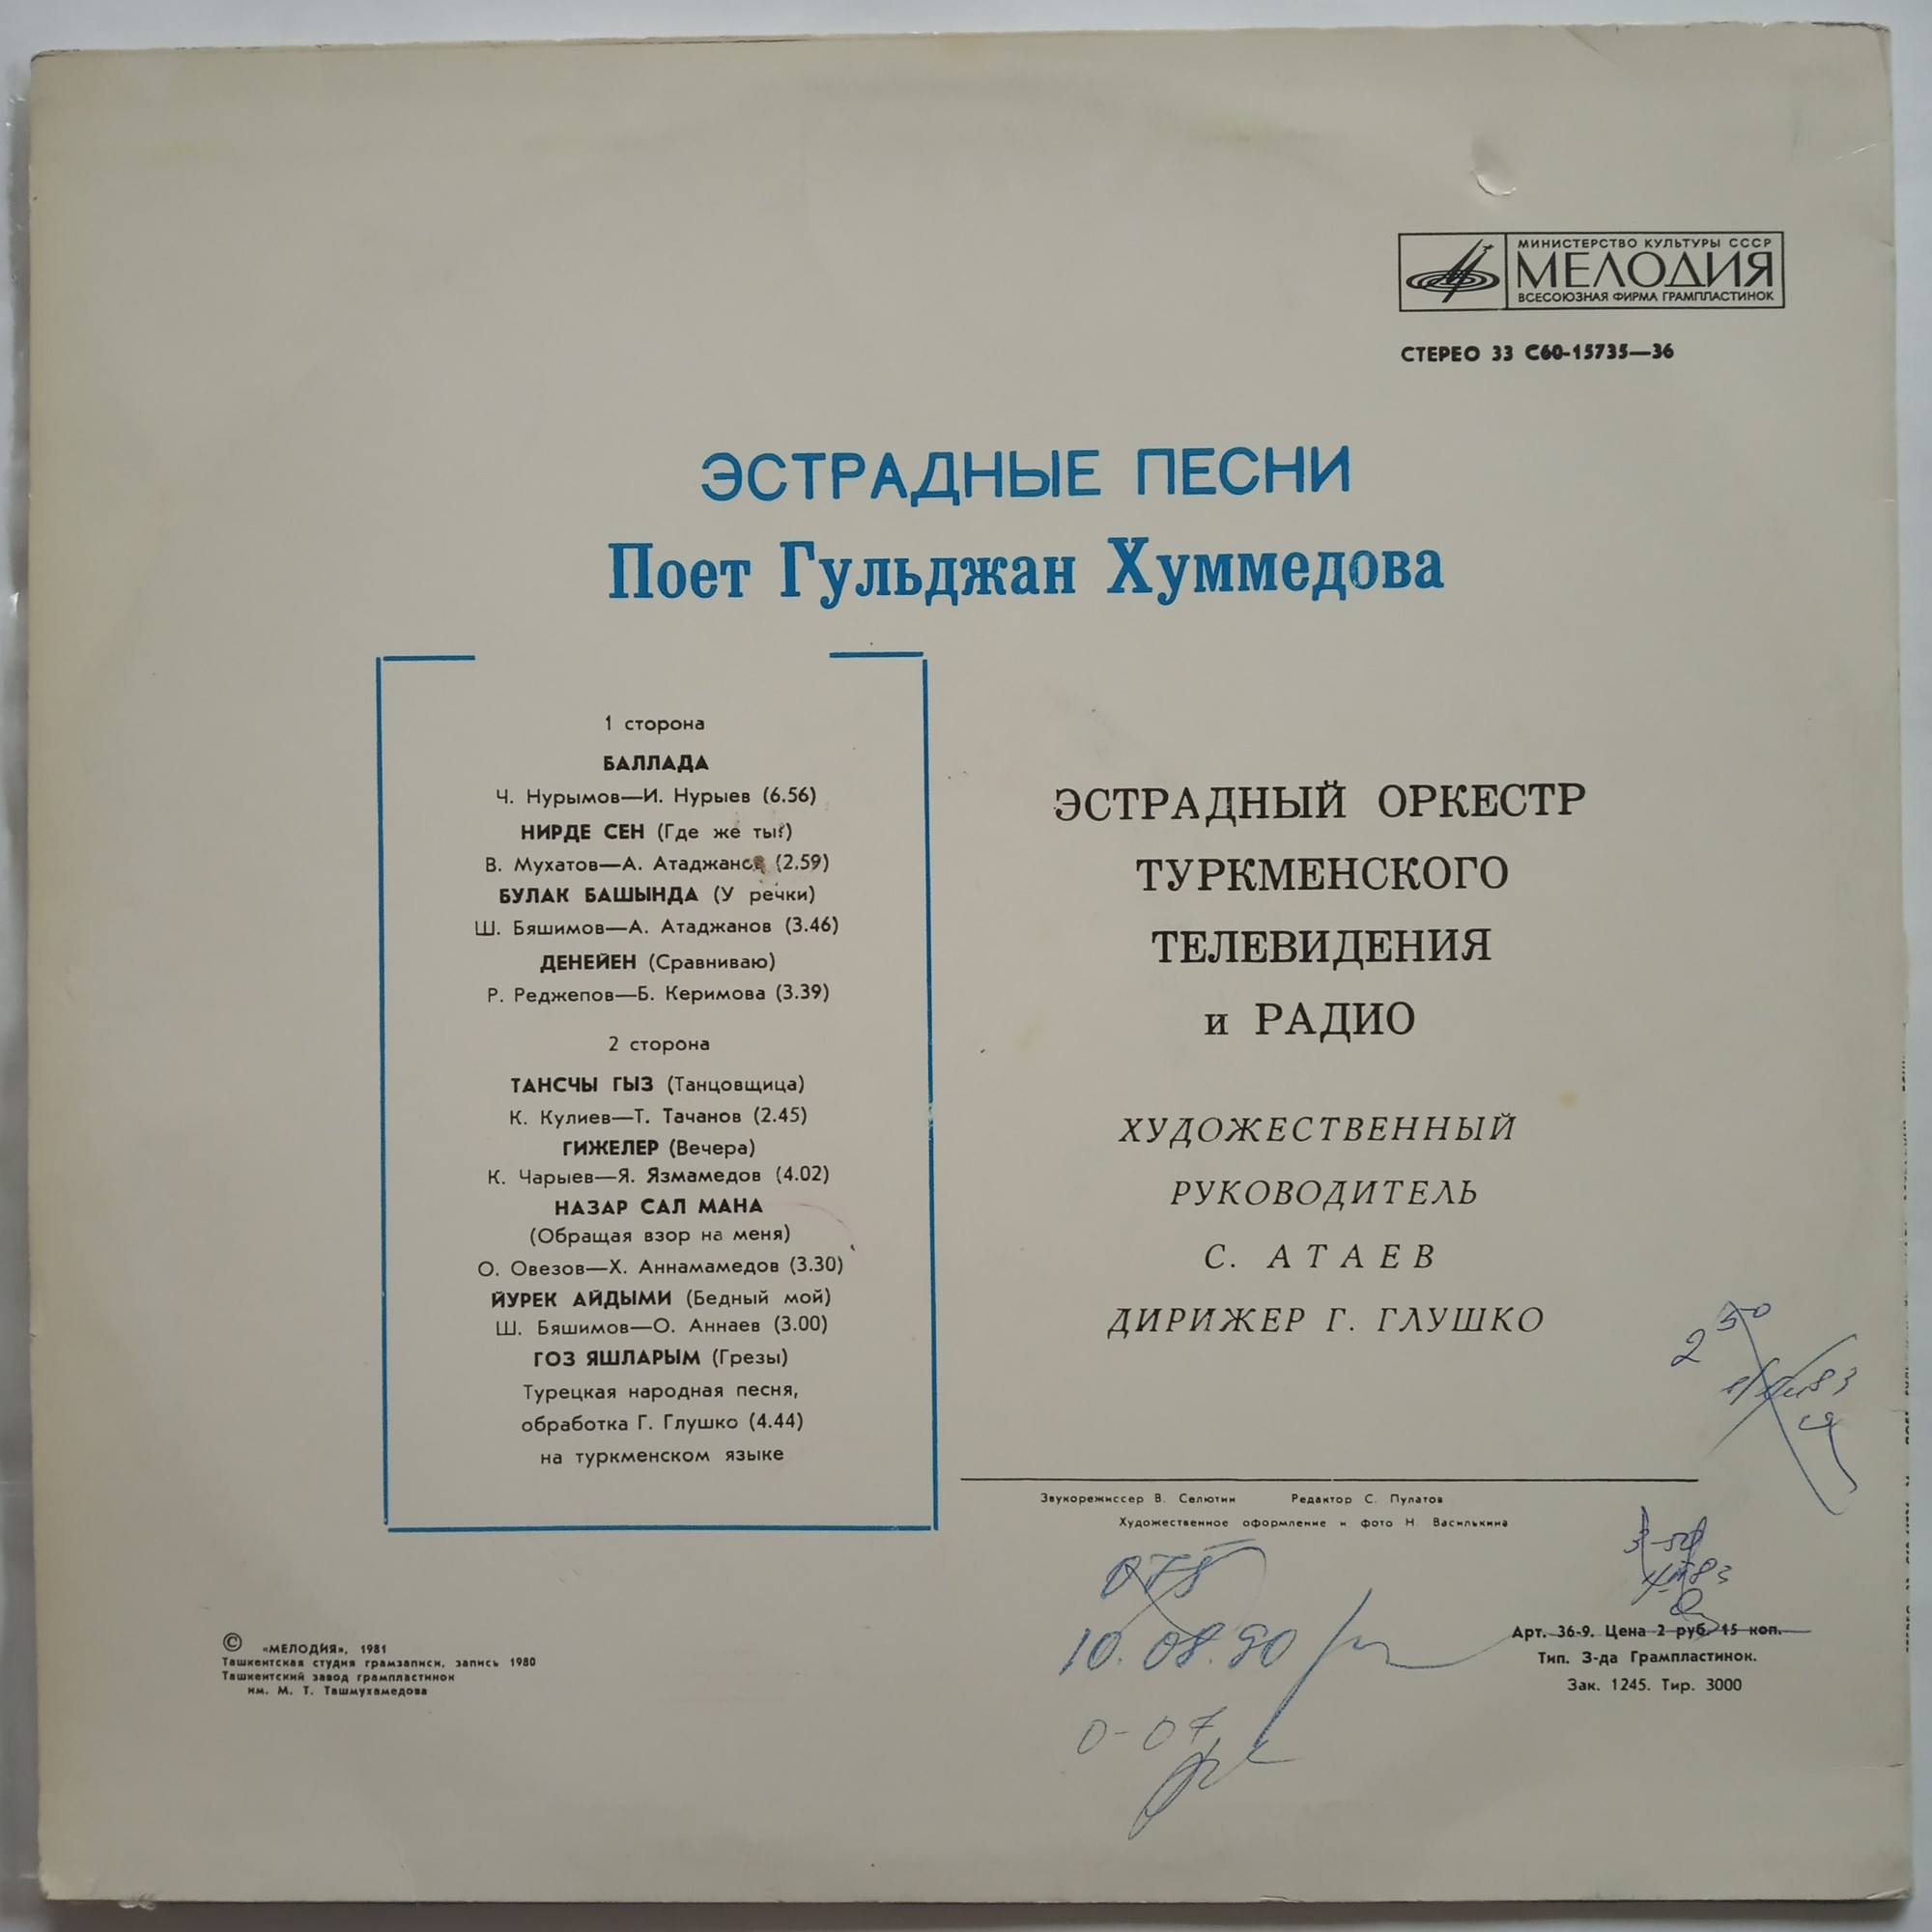 МИНИСТЕРСТВО КУЛЬТУРЫ СССР
МЕЛОДИЯ
ВСЕСОЮЗНАЯ ФИРМА ГРАМПЛАСТИНОК
СТЕРЕО 33 С60-15735—36
ЭСТРАДНЫЕ ПЕСНИ
Поет Гульджан Хуммедова
1 сторона
БАЛЛАДА
Ч. Нурымов—И. Нурыев (6.56)
НИРДЕ СЕН (Где же ты?)
В. Мухатов—А. Атаджанов (2.59)
БУЛАК БАШЫНДА (У речки)
Ш. Бяшимов—А. Атаджанов (3.46)
ДЕНЕЙЕН (Сравниваю)
Р. Реджепов—Б. Керимова (3.39)
2 сторона
ТАНСЧЫ ГЫЗ (Танцовщица)
К. Кулиев—Т. Тачанов (2.45)
ГИЖЕЛЕР (Вечера)
К. Чарыев—Я. Язмамедов (4.02)
НАЗАР САЛ МАНА
(Обращая взор на меня)
О. Овезов—Х. Аннамамедов (3.30)
ЙУРЕК АЙДЫМИ (Бедный мой)
Ш. Бяшимов—О. Аннаев (3.00)
ГОЗ ЯШЛАРЫМ (Грезы)
Турецкая народная песня,
обработка Г. Глушко (4.44)
на туркменском языке
ЭСТРАДНЫЙ ОРКЕСТР
ТУРКМЕНСКОГО
ТЕЛЕВИДЕНИЯ
и РАДИО
ХУДОЖЕСТВЕННЫЙ
РУКОВОДИТЕЛЬ
С. АТАЕВ
ДИРИЖЕР Г. ГЛУШКО
2 50
Звукорежиссер В. Селютин Редактор С. Пулатов
Художественное оформление и фото Н. Василькина
3-50
075
10.08.90
0-07
Арт. 36-9. Цена 2 руб. 15 коп.
Тип. З-да Грампластинок.
Зак. 1245. Тир. 3000
© «МЕЛОДИЯ», 1981
Ташкентская студия грамзаписи, запись 1980
Ташкентский завод грампластинок
им. М. Т. Ташмухамедова